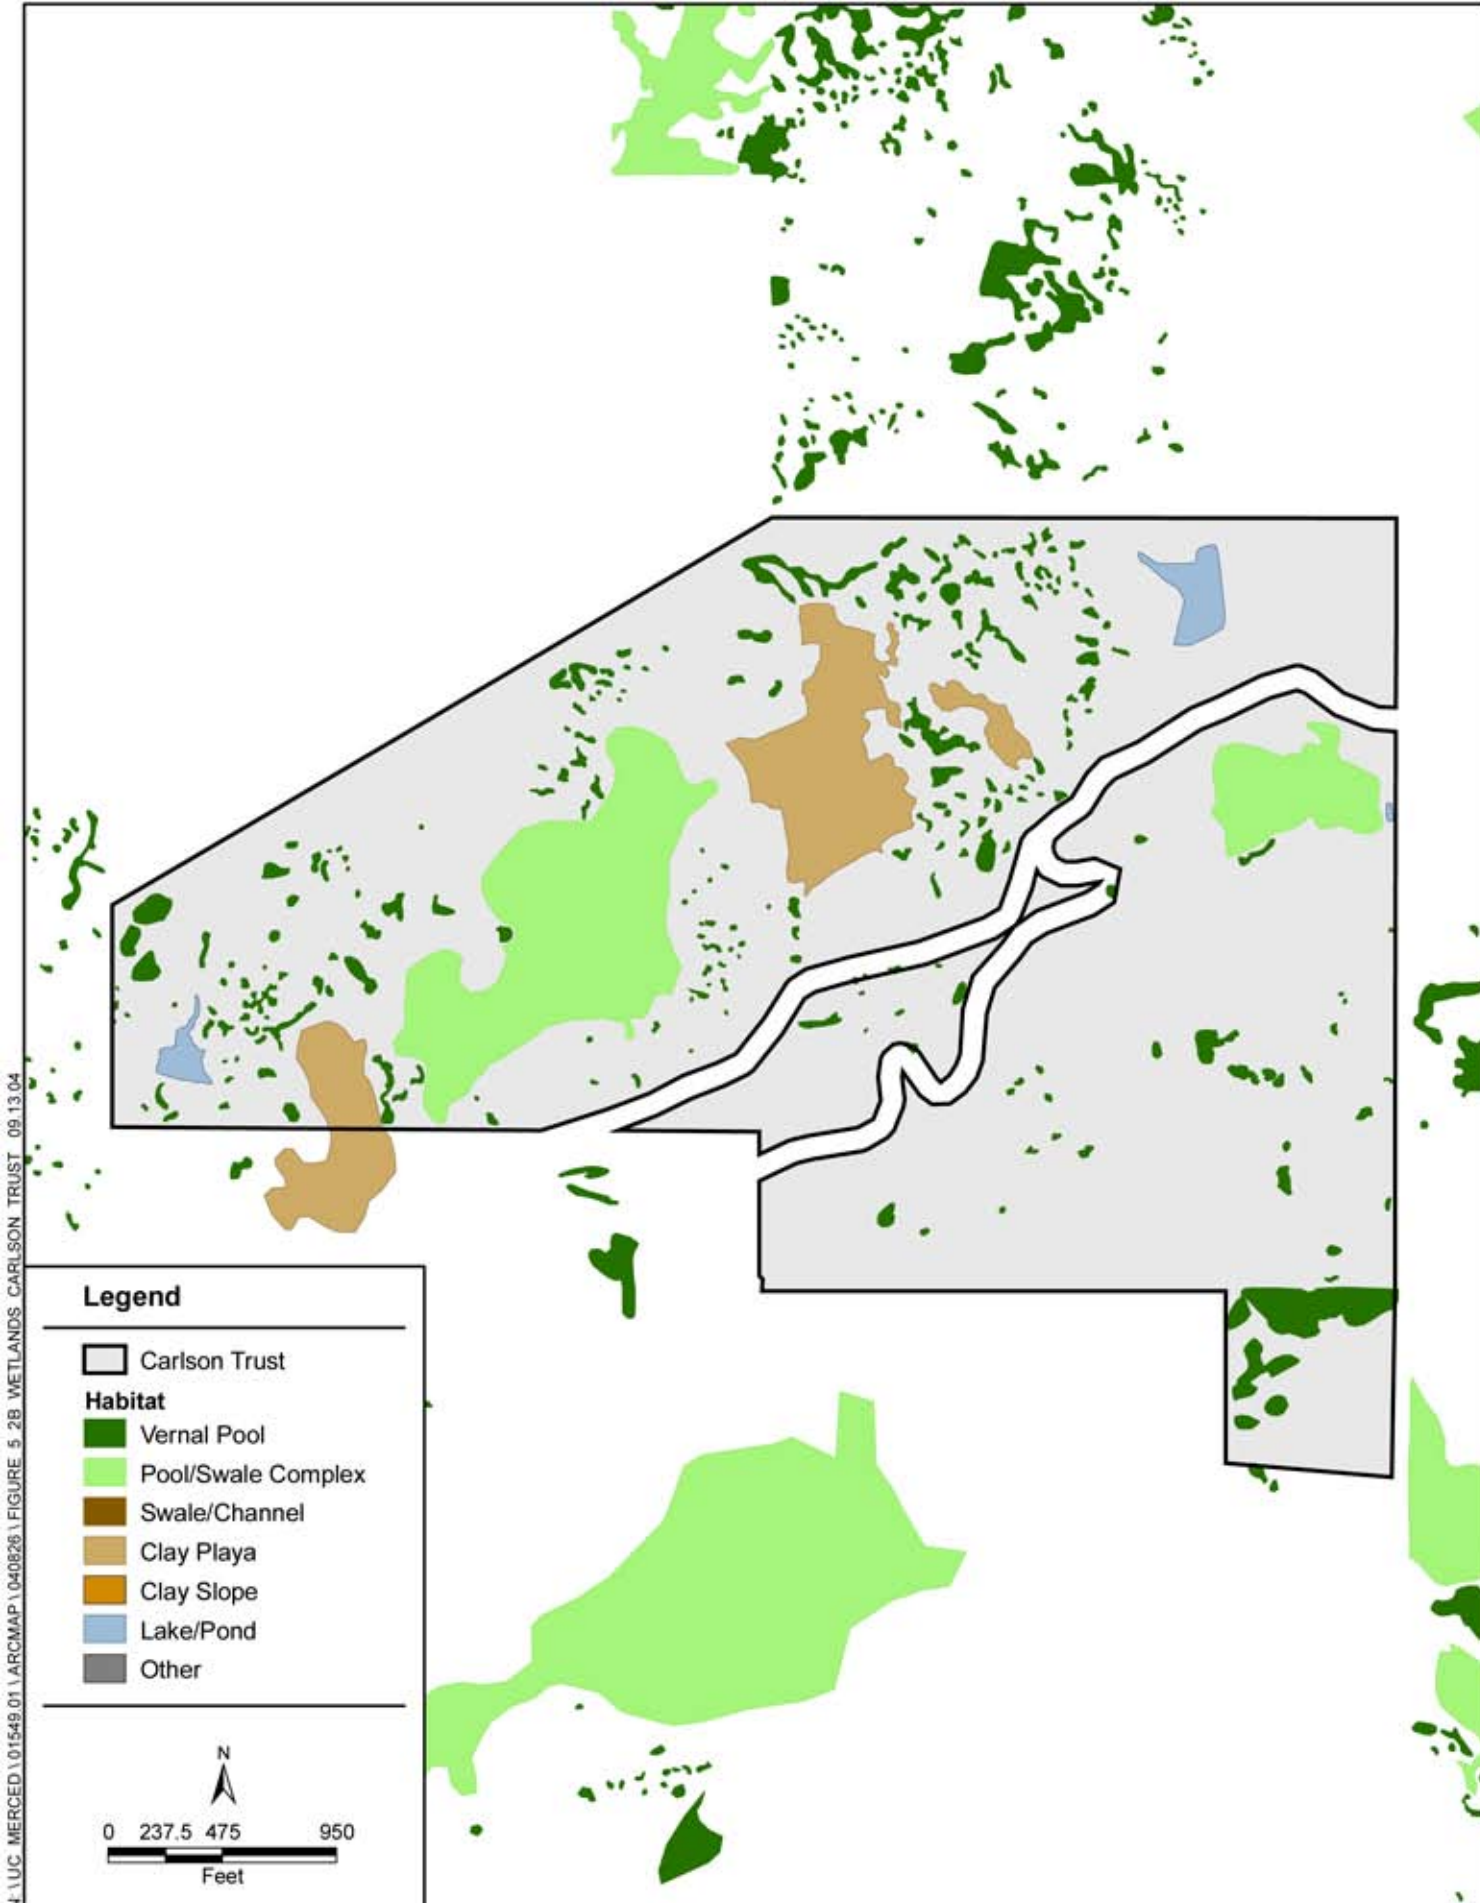 Legend
Carlson Trust
Habitat
Vernal Pool
Pool/Swale Complex
Swale/Channel
Clay Playa
Clay Slope
Lake/Pond
Other
N
0 237.5 475 950
Feet
\ UC MERCED \ 01549.01 \ ARCMAP \ 040826 \ FIGURE 5 2B WETLANDS CARLSON TRUST 09.13.04